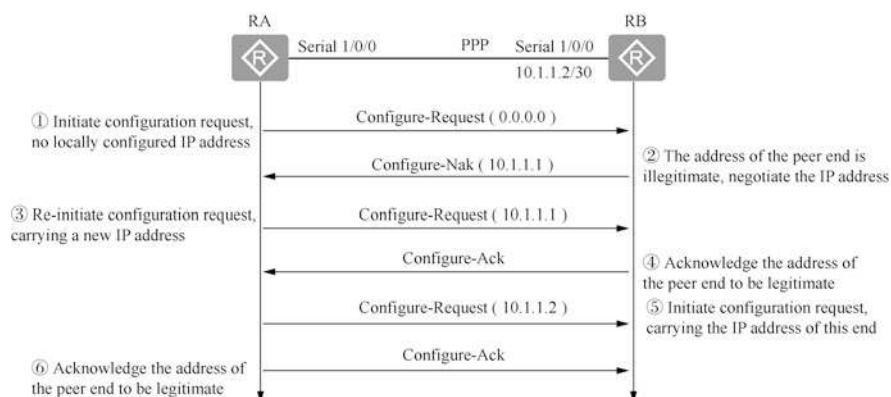 RA
RB
Serial 1/0/0
PPP
Serial 1/0/0
10.1.1.2/30
R
R
① Initiate configuration request,
no locally configured IP address
Configure-Request ( 0.0.0.0 )
② The address of the peer end is
illegitimate, negotiate the IP address
Configure-Nak ( 10.1.1.1 )
③ Re-initiate configuration request,
carrying a new IP address
Configure-Request ( 10.1.1.1 )
Configure-Ack
④ Acknowledge the address of
the peer end to be legitimate
Configure-Request ( 10.1.1.2 )
⑤ Initiate configuration request,
carrying the IP address of this end
Configure-Ack
⑥ Acknowledge the address of
the peer end to be legitimate